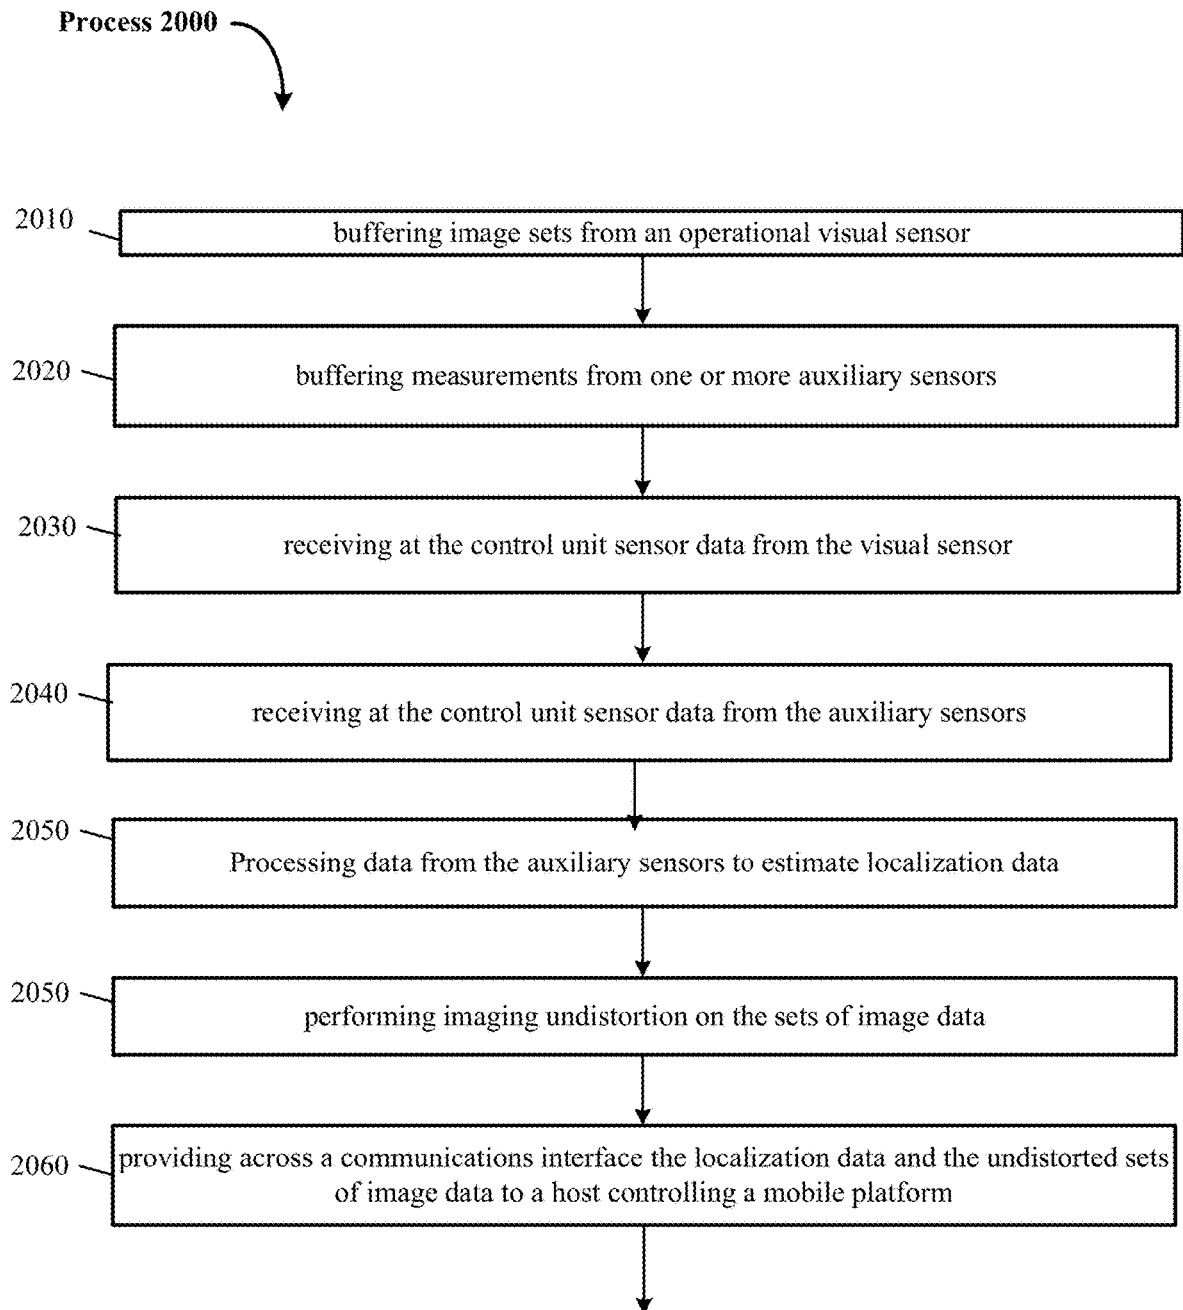 Process 2000
2010
buffering image sets from an operational visual sensor
2020
buffering measurements from one or more auxiliary sensors
2030
receiving at the control unit sensor data from the visual sensor
2040
receiving at the control unit sensor data from the auxiliary sensors
2050
Processing data from the auxiliary sensors to estimate localization data
2050
performing imaging undistortion on the sets of image data
2060
providing across a communications interface the localization data and the undistorted sets
of image data to a host controlling a mobile platform